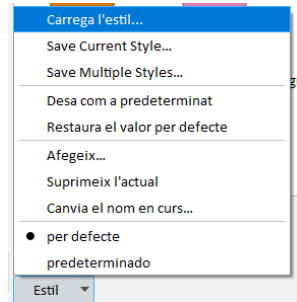 Carrega l'estil...
Save Current Style...
Save Multiple Styles...
Desa com a predeterminat
Restaura el valor per defecte
Afegeix...
Suprimeix l'actual
Canvia el nom en curs...
per defecte
predeterminado
Estil